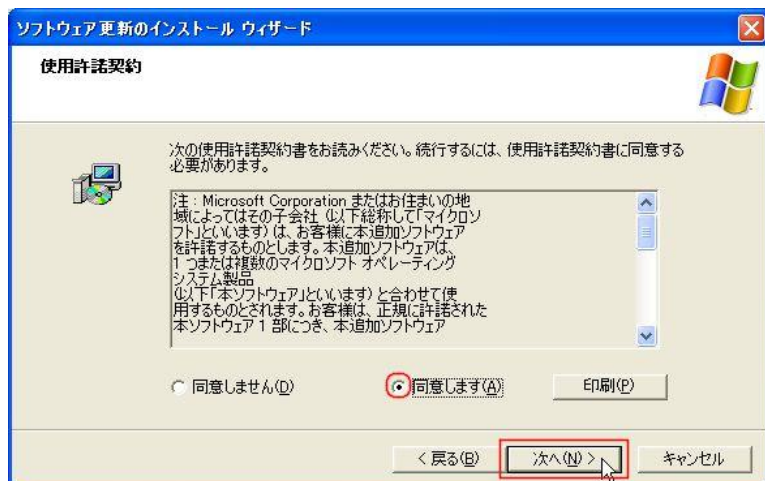 ソフトウェア更新のインストール ウィザード
使用許諾契約
次の使用許諾契約書をお読みください。続行するには、使用許諾契約書に同意する
必要があります。
注 : Microsoft Corporation またはお住まいの地
域によってはその子会社 (以下総称して「マイクロソ
フト」といいます) は、お客様に本追加ソフトウェア
を許諾するものとします。本追加ソフトウェアは、
1 つまたは複数のマイクロソフト オペレーティング
システム製品
(以下「本ソフトウェア」といいます) と合わせて使
用するものとされます。お客様は、正規に許諾された
本ソフトウェア 1 部につき、本追加ソフトウェア
同意しません(D)
同意します(A)
印刷(P)
< 戻る(B)
次へ(N) >
キャンセル